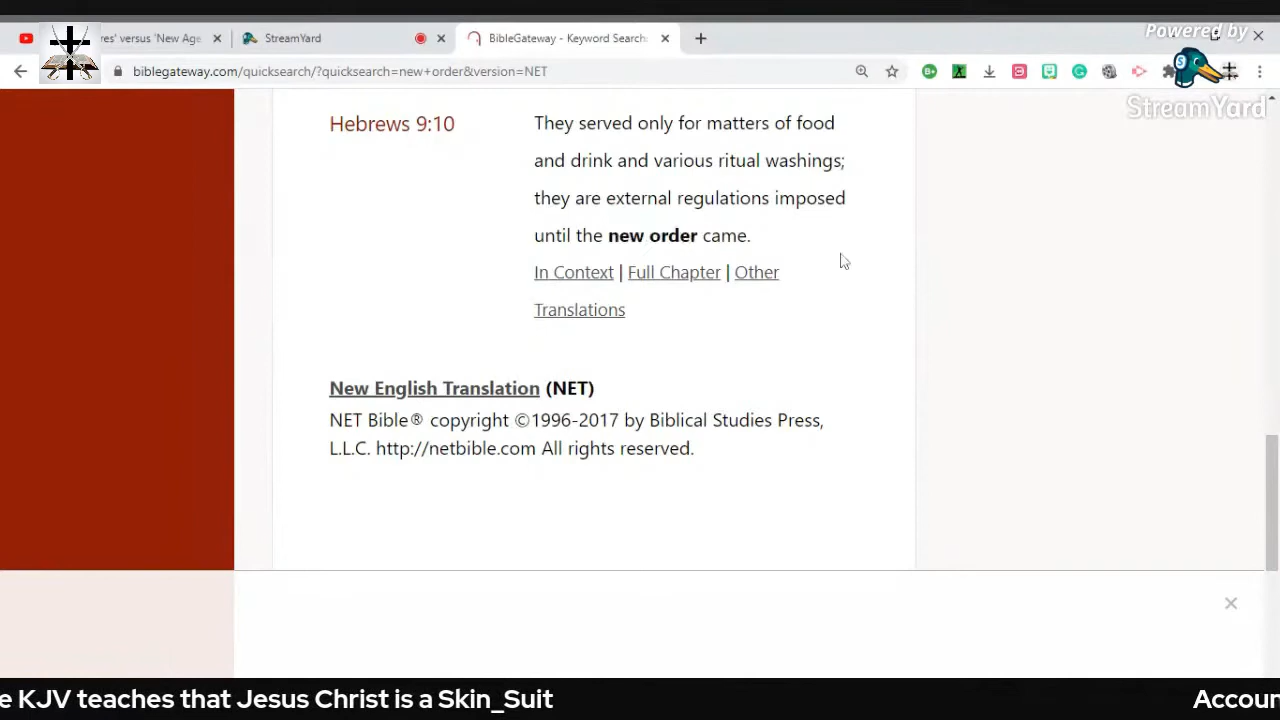 Powered by
res' versus 'New Age
StreamYard
BibleGateway - Keyword Search:
biblegateway.com/quicksearch/?quicksearch=new+order&version=NET
StreamYard
Hebrews 9:10
They served only for matters of food
and drink and various ritual washings;
they are external regulations imposed
until the new order came.
In Context | Full Chapter | Other
Translations
New English Translation (NET)
NET Bible® copyright ©1996-2017 by Biblical Studies Press,
L.L.C. http://netbible.com All rights reserved.
e KJV teaches that Jesus Christ is a Skin_Suit
Accour